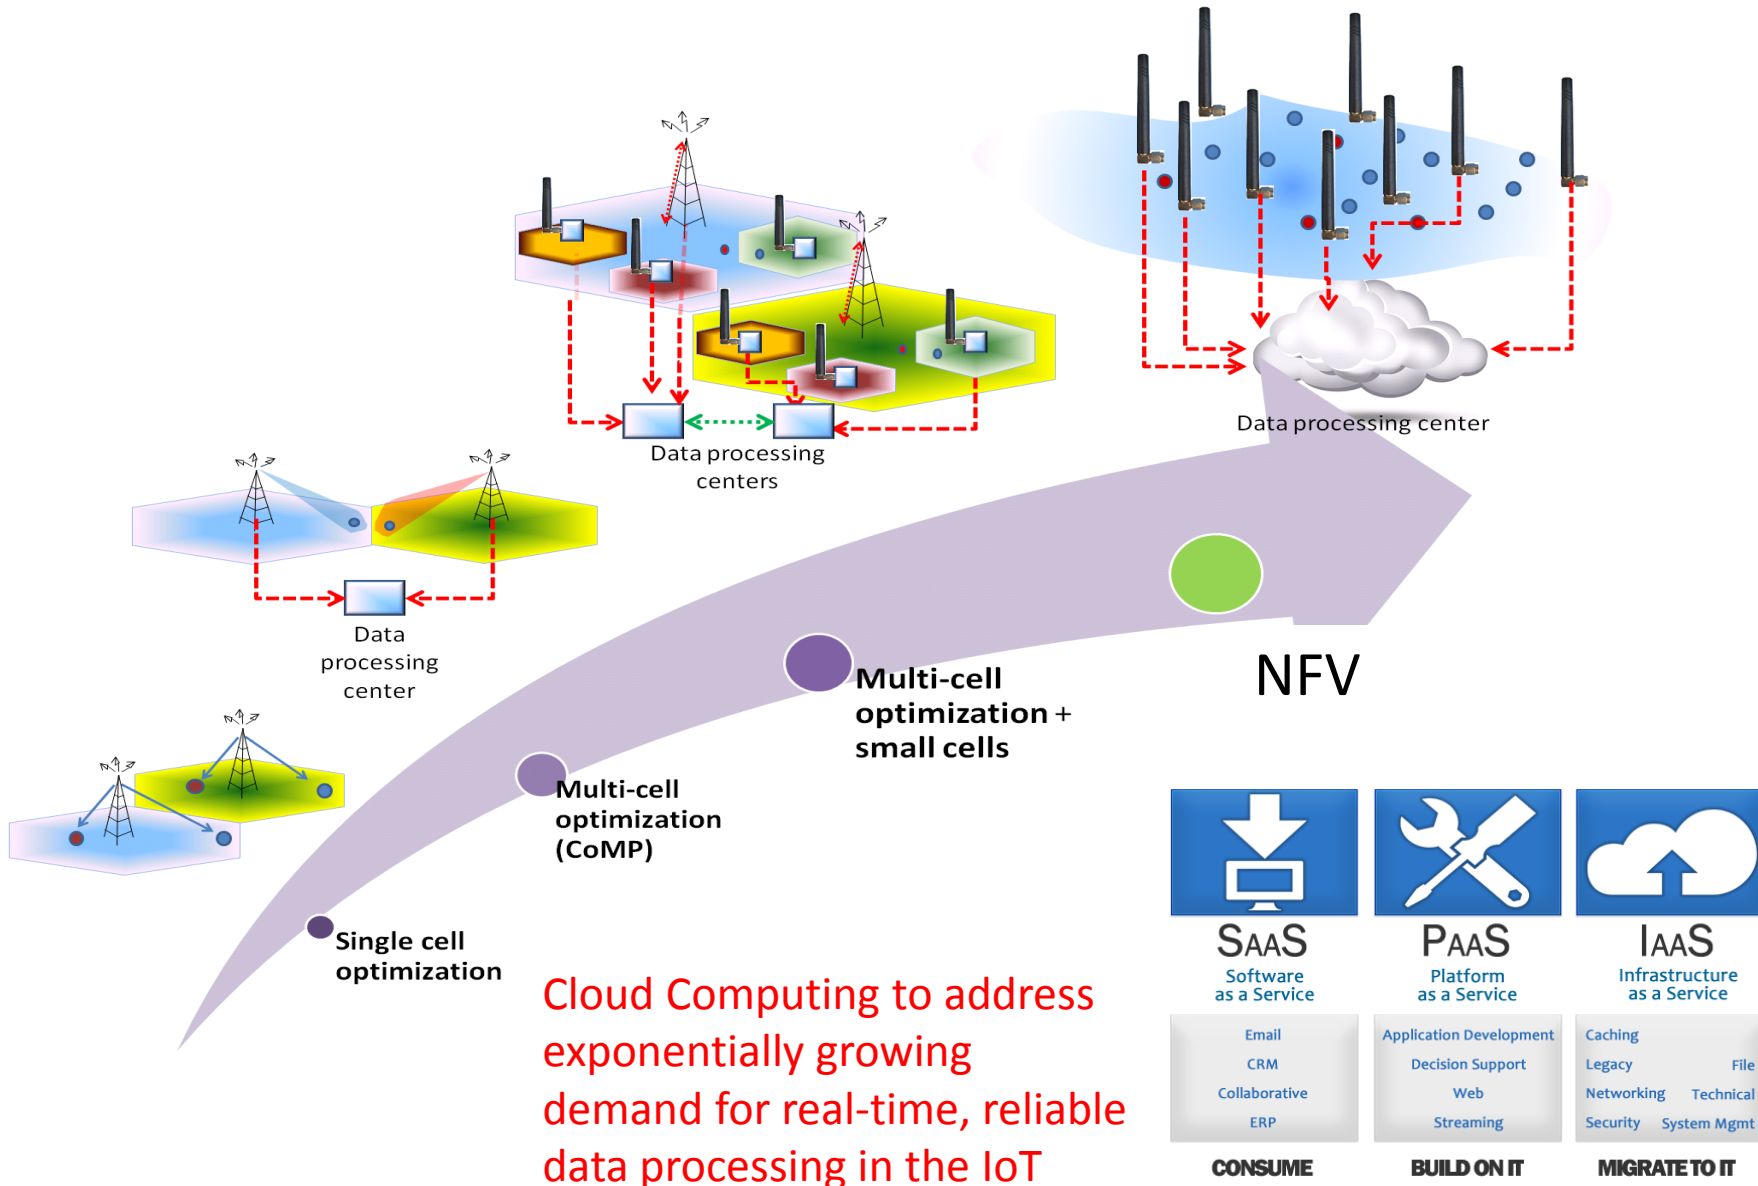 Data processing center
Data processing
centers
Data
processing
center
NFV
Multi-cell
optimization +
small cells
Multi-cell
optimization
(CoMP)
Single cell
optimization
Cloud Computing to address
exponentially growing
demand for real-time, reliable
data processing in the IoT
SAAS
Software
as a Service
Email
CRM
Collaborative
ERP
CONSUME
PAAS
Platform
as a Service
Application Development
Decision Support
Web
Streaming
BUILD ON IT
IAAS
Infrastructure
as a Service
Caching
Legacy File
Networking Technical
Security System Mgmt
MIGRATE TO IT